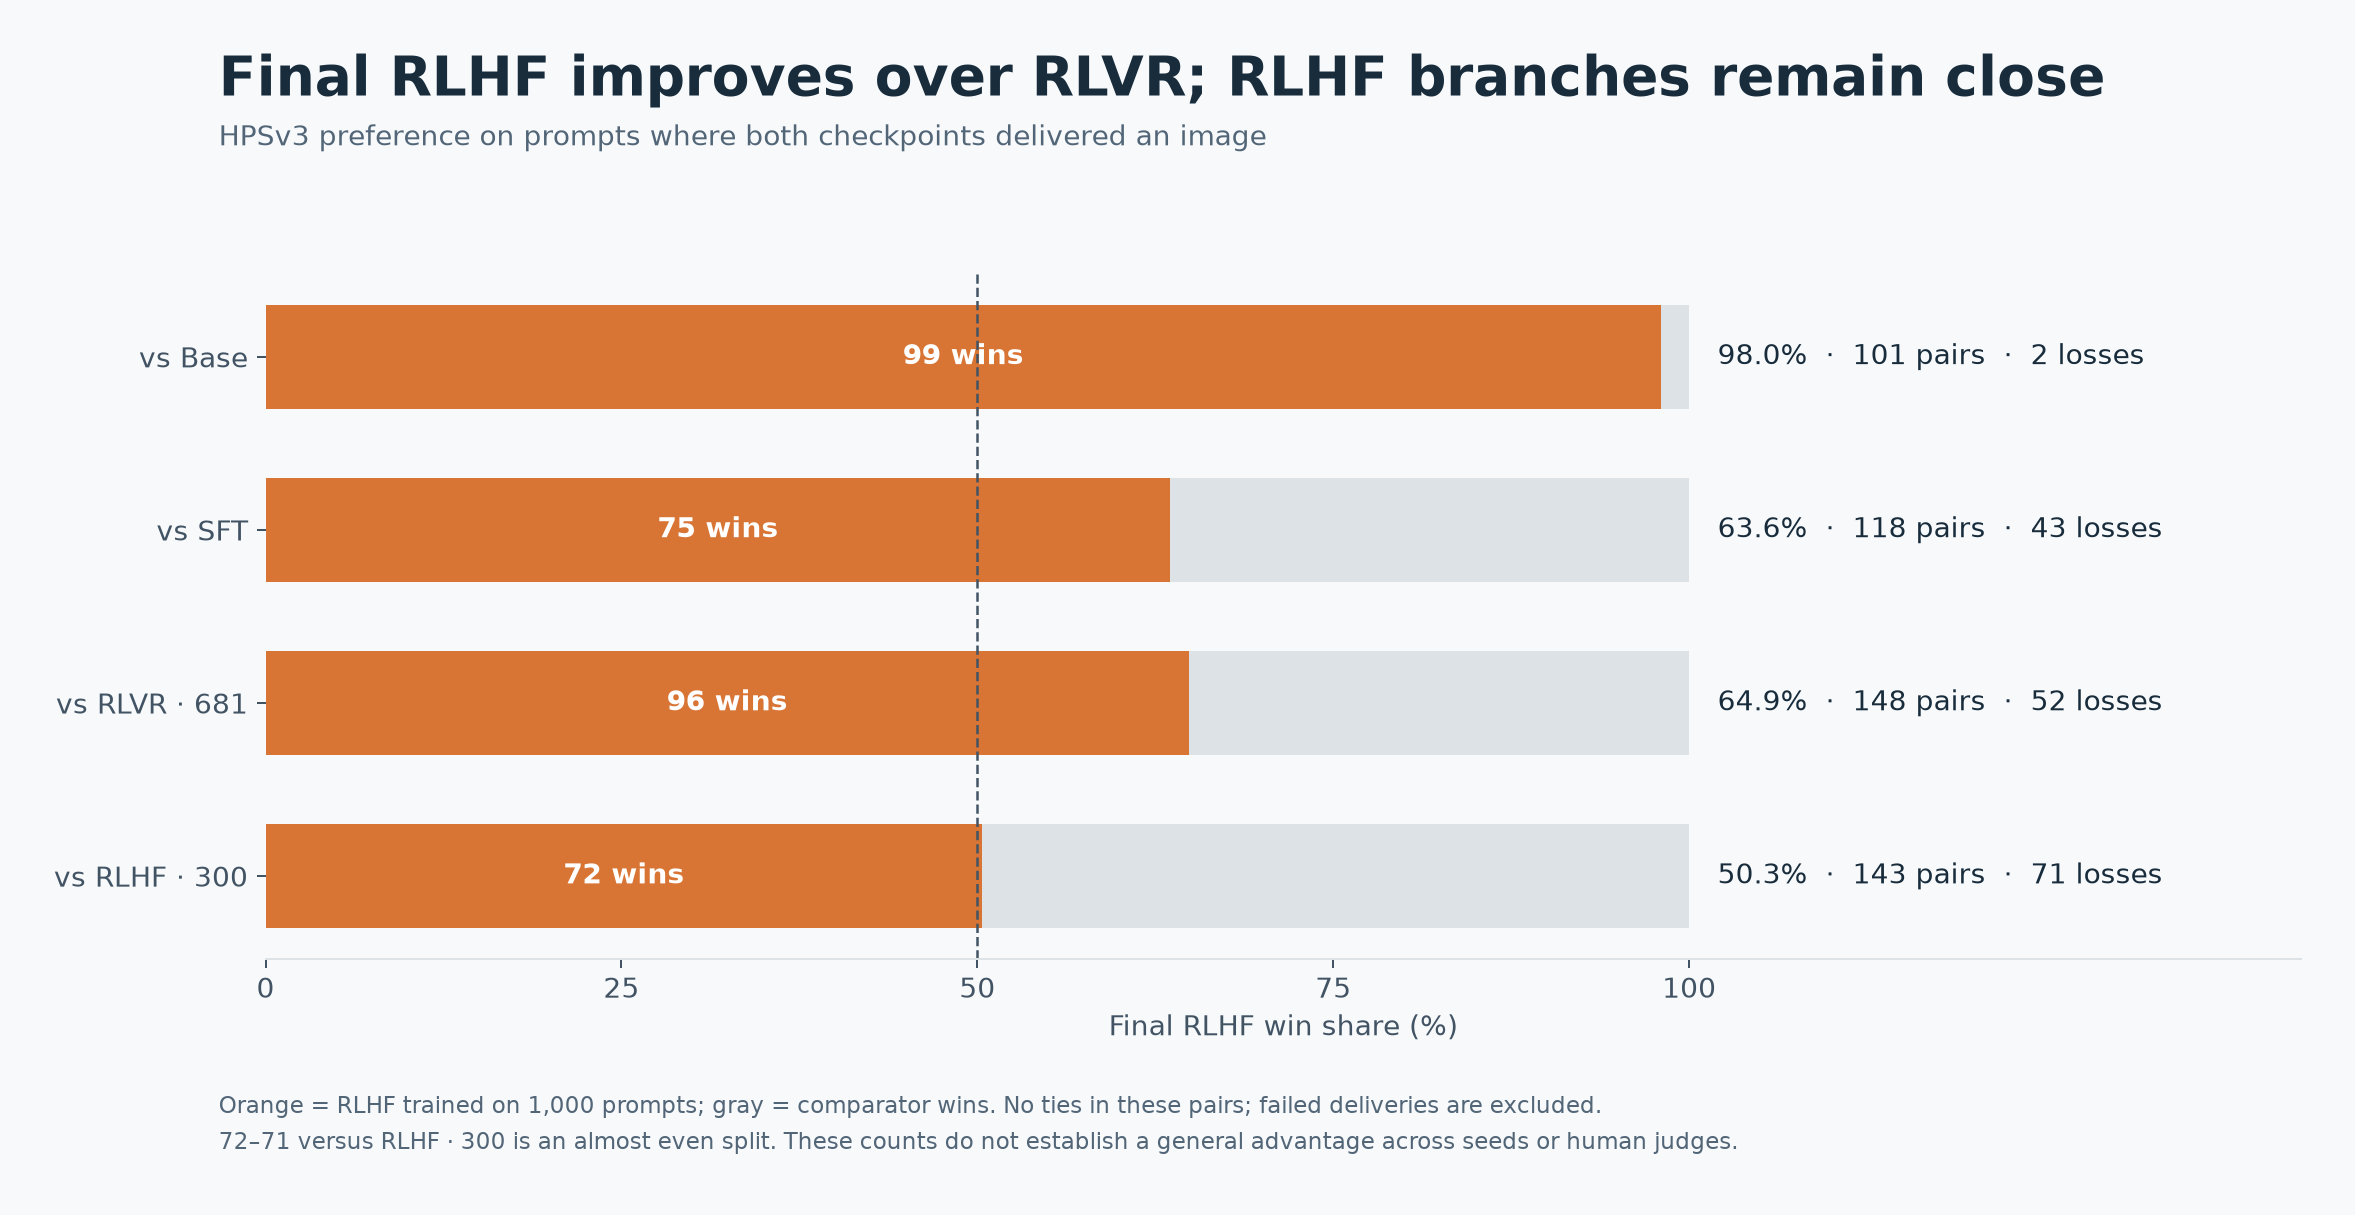 Final RLHF improves over RLVR; RLHF branches remain close
HPSv3 preference on prompts where both checkpoints delivered an image
vs Base
99 wins
98.0% · 101 pairs · 2 losses
vs SFT
75 wins
63.6% · 118 pairs · 43 losses
vs RLVR · 681
96 wins
64.9% · 148 pairs · 52 losses
vs RLHF · 300
72 wins
50.3% · 143 pairs · 71 losses
0 25 50 75 100
Final RLHF win share (%)
Orange = RLHF trained on 1,000 prompts; gray = comparator wins. No ties in these pairs; failed deliveries are excluded.
72–71 versus RLHF · 300 is an almost even split. These counts do not establish a general advantage across seeds or human judges.